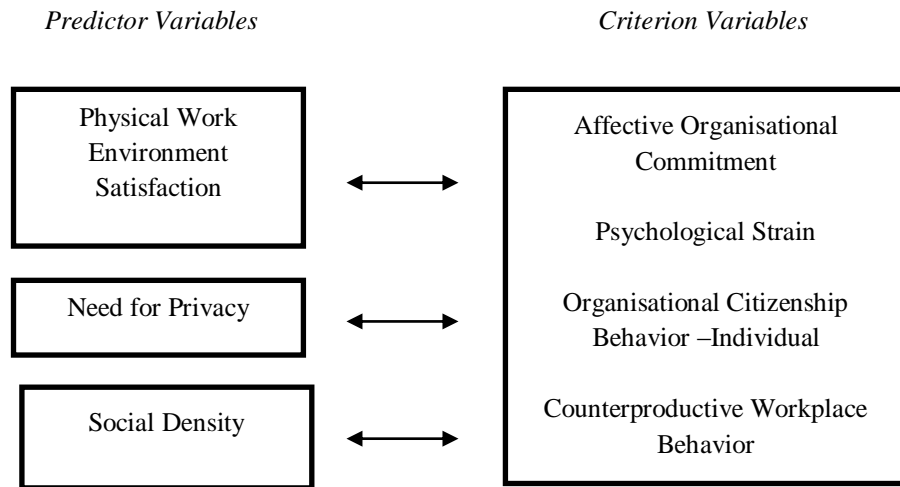 Predictor Variables
Criterion Variables
Physical Work
Environment
Satisfaction
Need for Privacy
Social Density
Affective Organisational
Commitment
Psychological Strain
Organisational Citizenship
Behavior –Individual
Counterproductive Workplace
Behavior